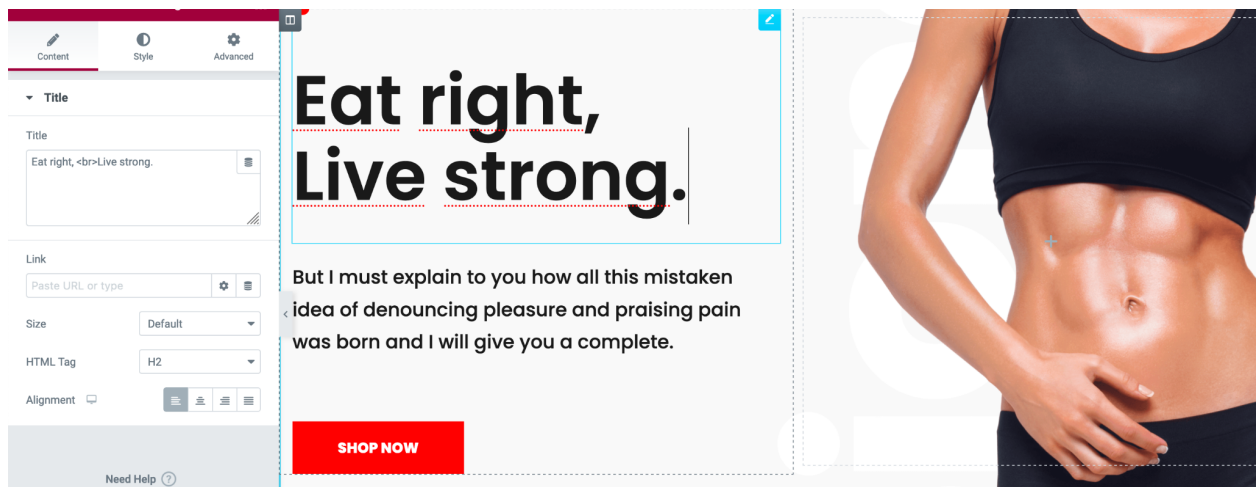 Content
Style
Advanced
Title
Title
Eat right, <br>Live strong.
Link
Paste URL or type
Size
Default
HTML Tag
H2
Alignment
Need Help
Eat right,
Live strong.
But I must explain to you how all this mistaken
idea of denouncing pleasure and praising pain
was born and I will give you a complete.
SHOP NOW